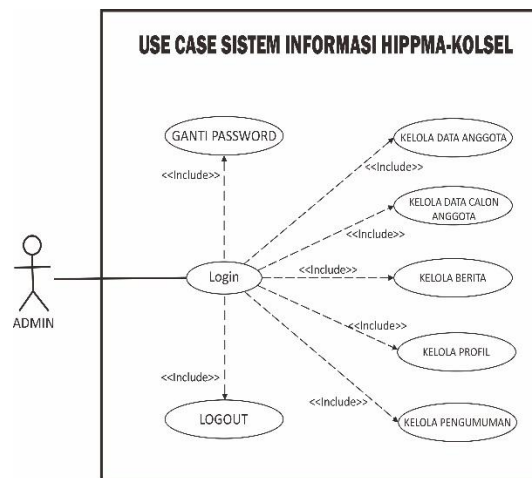 USE CASE SISTEM INFORMASI HIPPMA-KOLSEL
GANTI PASSWORD
KELOLA DATA ANGGOTA
<<Include>>
<<Include>>
KELOLA DATA CALON
ANGGOTA
<<Include>>
Login
<<Include>>
KELOLA BERITA
ADMIN
<<Include>>
KELOLA PROFIL
<<Include>>
<<Include>>
LOGOUT
KELOLA PENGUMUMAN